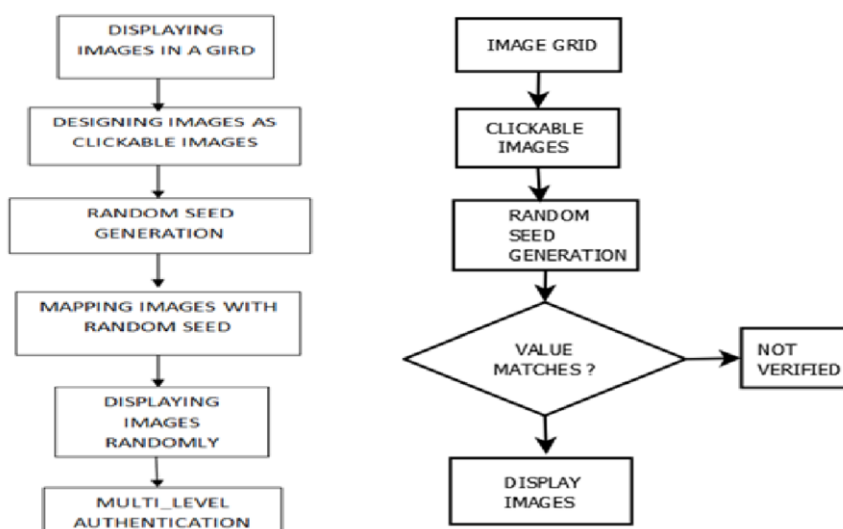 DISPLAYING
IMAGES IN A GIRD
DESIGNING IMAGES AS
CLICKABLE IMAGES
RANDOM SEED
GENERATION
MAPPING IMAGES WITH
RANDOM SEED
DISPLAYING
IMAGES
RANDOMLY
MULTI_LEVEL
AUTHENTICATION
IMAGE GRID
CLICKABLE
IMAGES
RANDOM
SEED
GENERATION
VALUE
MATCHES ?
NOT
VERIFIED
DISPLAY
IMAGES